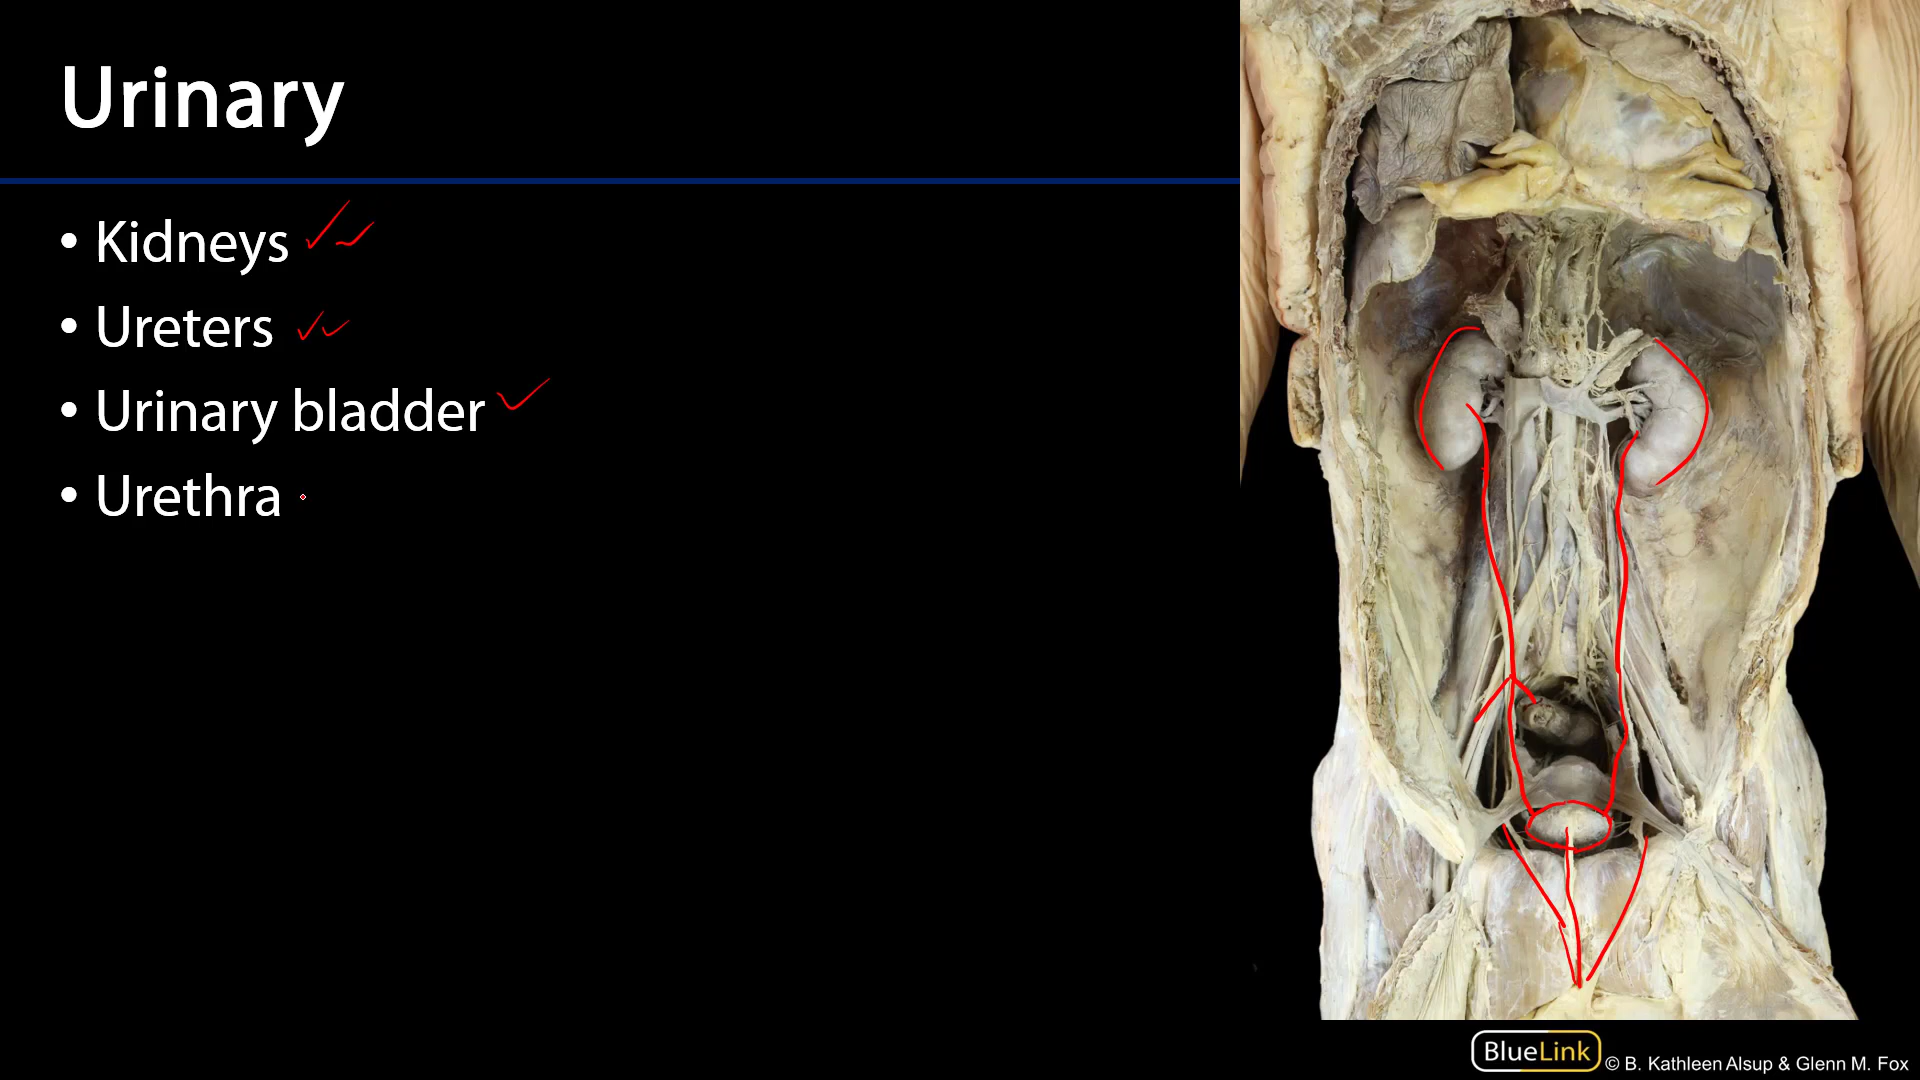 Urinary
• Kidneys
• Ureters
• Urinary bladder
• Urethra
BlueLink
© B. Kathleen Alsup & Glenn M. Fox